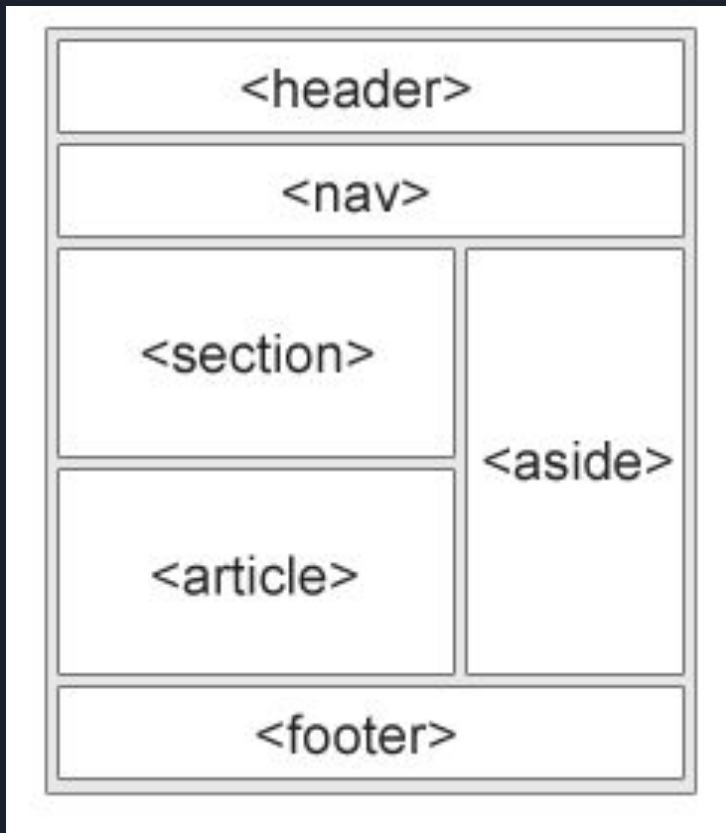 <header>
<nav>
<section>
<aside>
<article>
<footer>